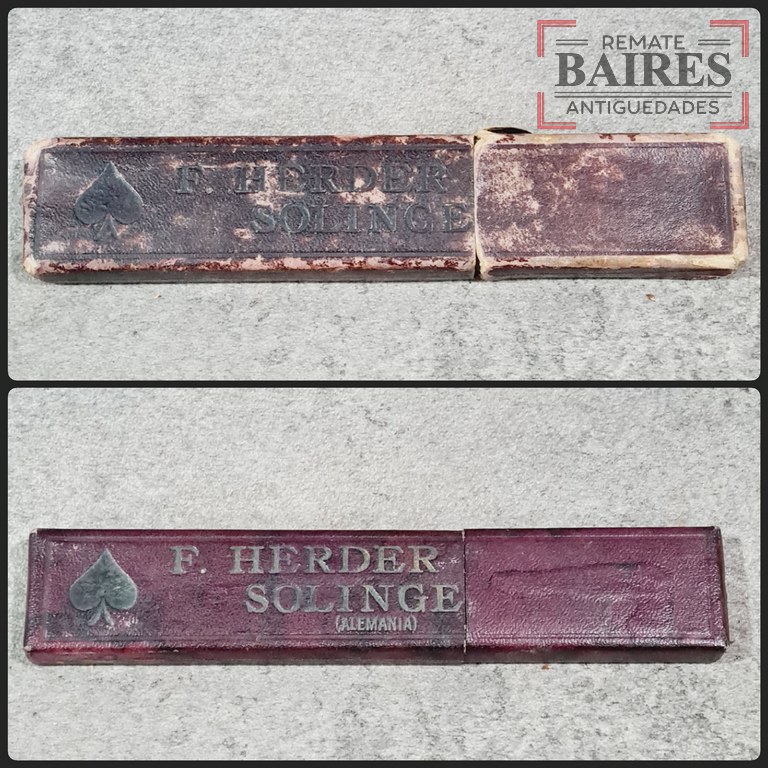 REMATE
BAIRES
ANTIGUEDADES
F. HERDER
SOLINGE
F. HERDER
SOLINGE
(ALEMANIA)